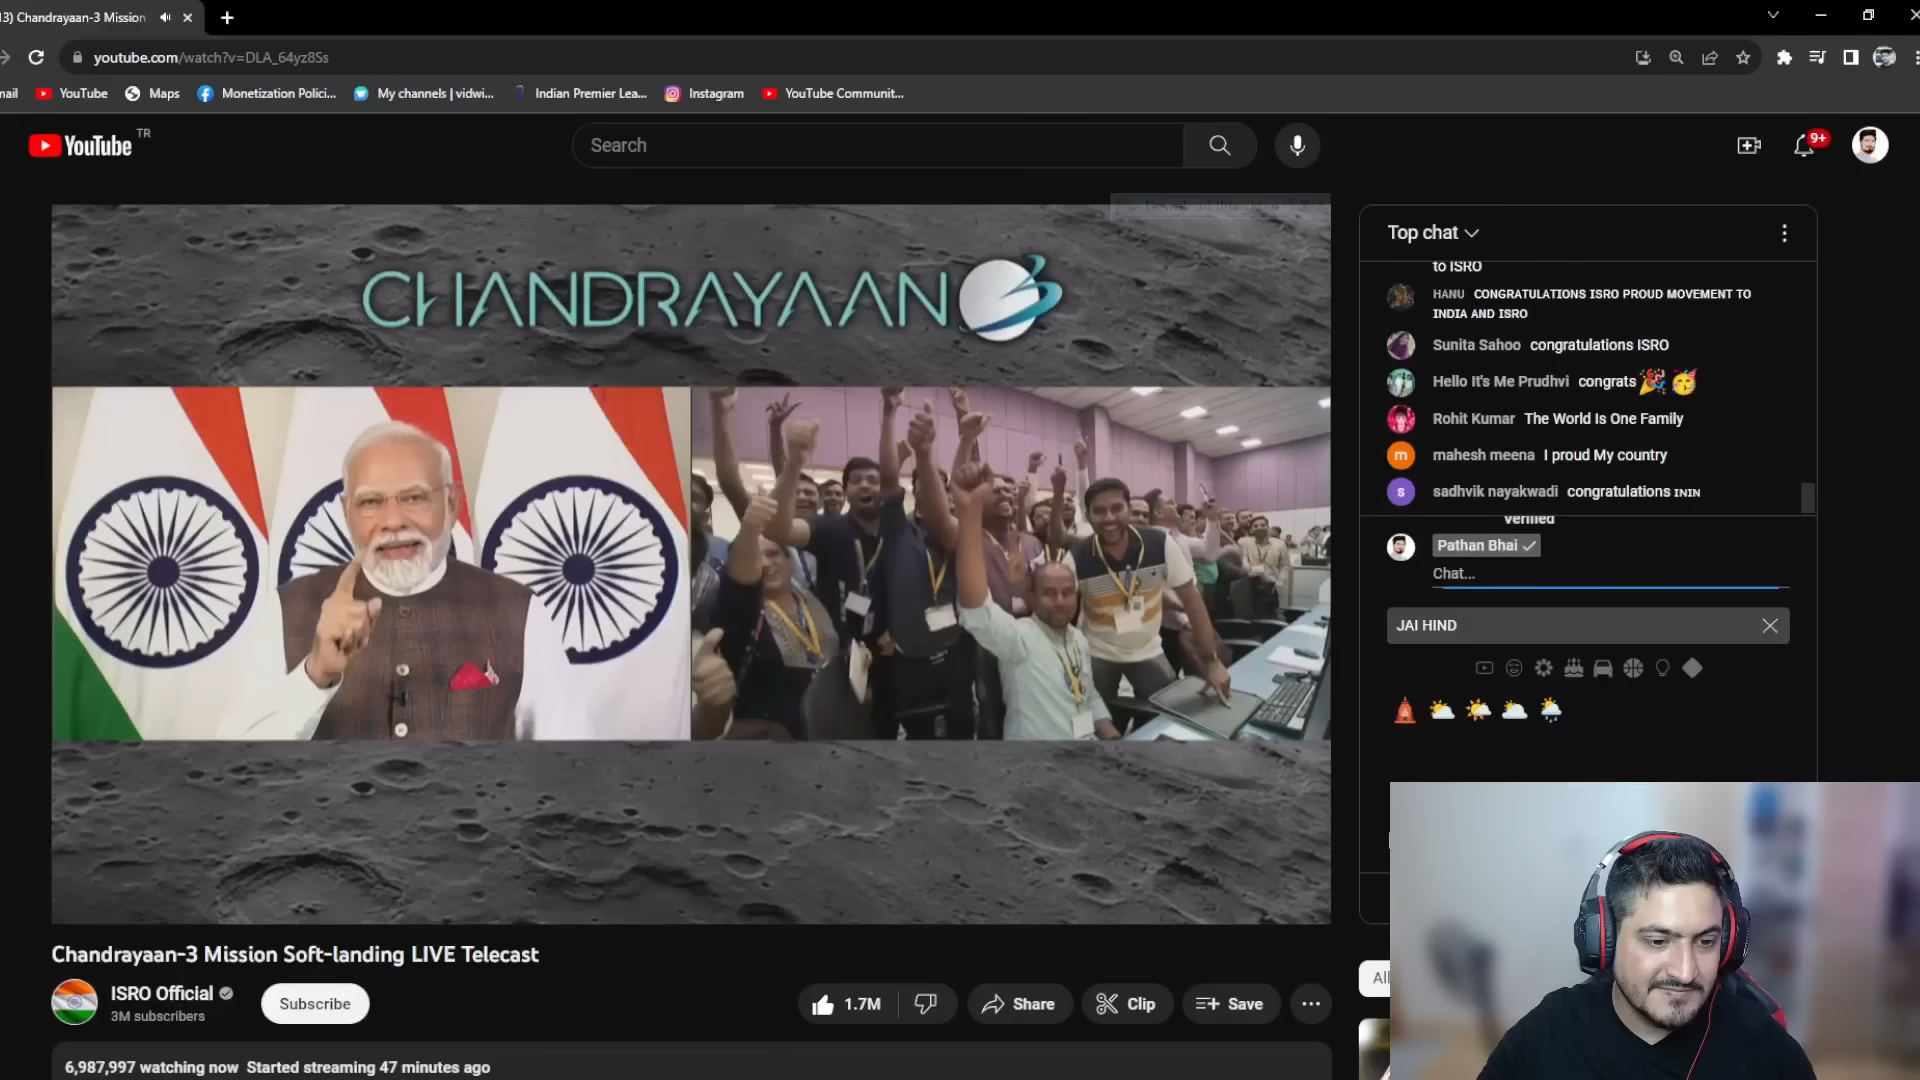 13) Chandrayaan-3 Mission
youtube.com/watch?v=DLA_64yz8Ss
mail YouTube Maps Monetization Polici... My channels | vidwi... Indian Premier Lea... Instagram YouTube Communit...
YouTube TR
Search
9+
CHANDRAYAAN 3
Top chat
to ISRO
HANU CONGRATULATIONS ISRO PROUD MOVEMENT TO
INDIA AND ISRO
Sunita Sahoo congratulations ISRO
Hello It's Me Prudhvi congrats
Rohit Kumar The World Is One Family
m mahesh meena I proud My country
s sadhvik nayakwadi congratulations ININ
Verified
Pathan Bhai
Chat...
JAI HIND
Chandrayaan-3 Mission Soft-landing LIVE Telecast
ISRO Official
3M subscribers
Subscribe
1.7M
Share
Clip
Save
All
6,987,997 watching now Started streaming 47 minutes ago